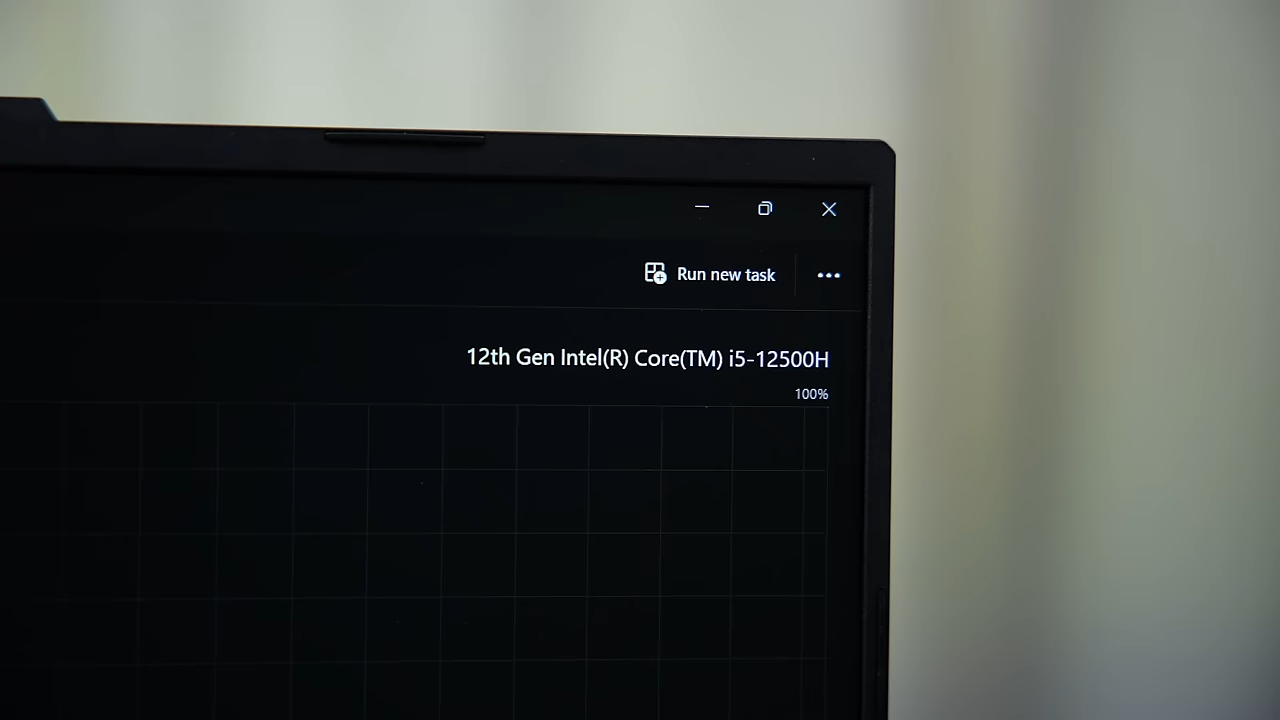 Run new task
12th Gen Intel(R) Core(TM) i5-12500H
100%